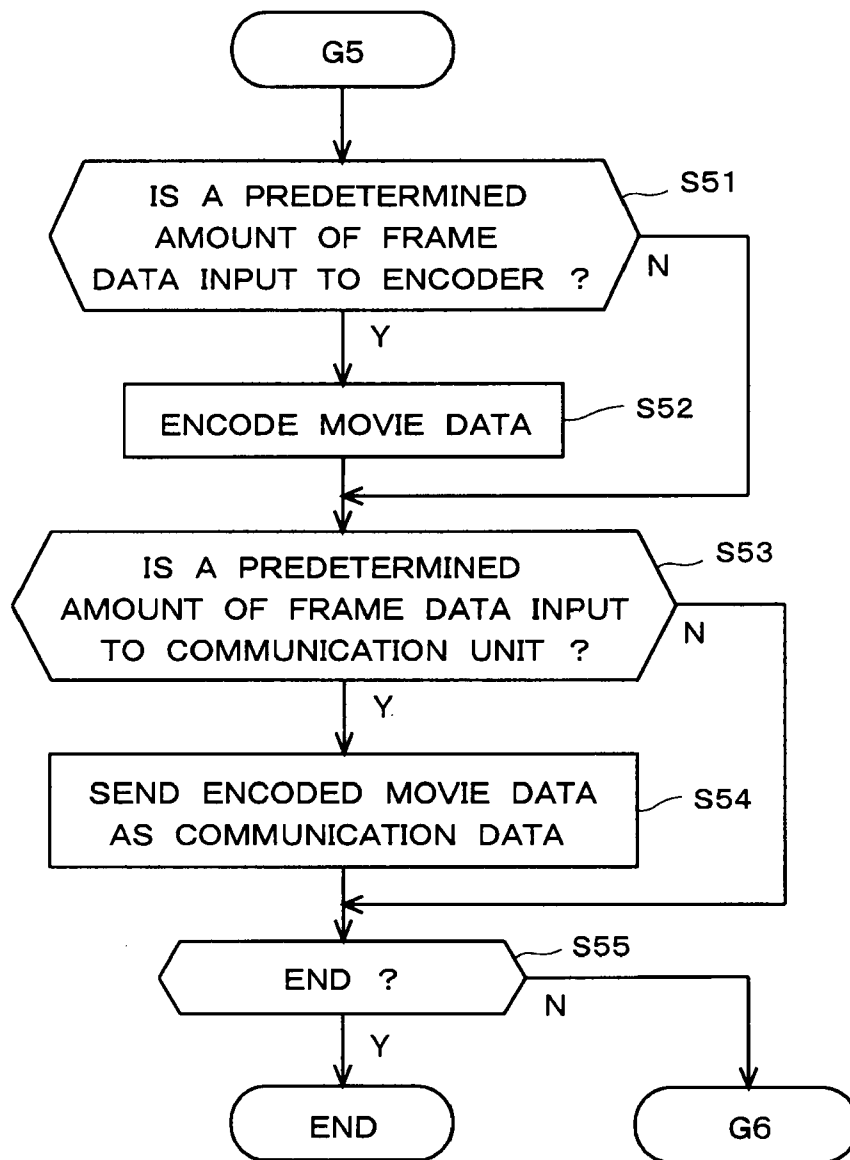 G5
IS A PREDETERMINED
AMOUNT OF FRAME
DATA INPUT TO ENCODER ?
S51
N
Y
ENCODE MOVIE DATA
S52
IS A PREDETERMINED
AMOUNT OF FRAME DATA INPUT
TO COMMUNICATION UNIT ?
S53
N
Y
SEND ENCODED MOVIE DATA
AS COMMUNICATION DATA
S54
END ?
S55
N
Y
END
G6